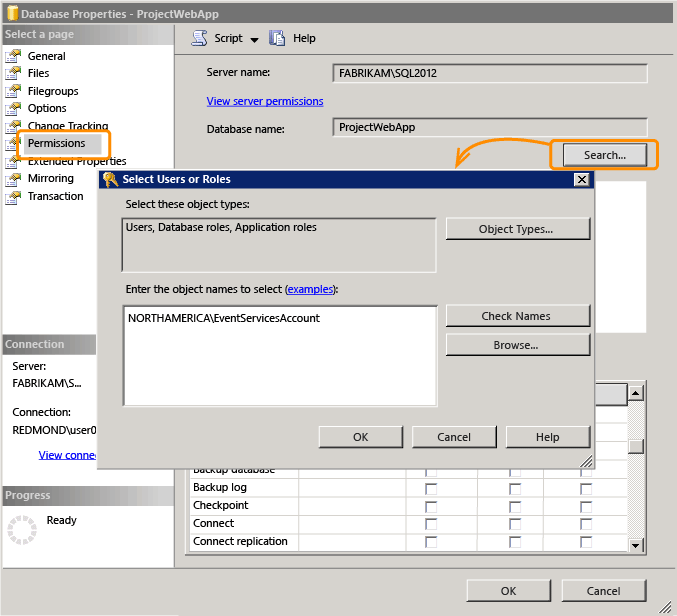 Database Properties - ProjectWebApp
Select a page
General
Files
Filegroups
Options
Change Tracking
Permissions
Extended Properties
Mirroring
Transaction
Script
Help
Server name:
FABRIKAM\SQL2012
View server permissions
Database name:
ProjectWebApp
Search...
Select Users or Roles
Select these object types:
Users, Database roles, Application roles
Object Types...
Enter the object names to select (examples):
NORTHAMERICA\EventServicesAccount
Check Names
Browse...
OK
Cancel
Help
Connection
Server:
FABRIKAM\S...
Connection:
REDMOND\user0
View conne
Progress
Ready
Backup database
Backup log
Checkpoint
Connect
Connect replication
OK
Cancel